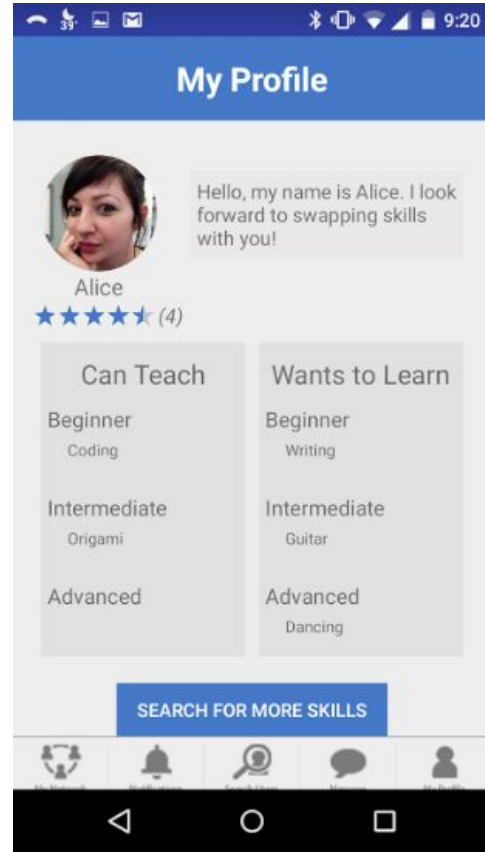 39°
9:20
My Profile
Hello, my name is Alice. I look
forward to swapping skills
with you!
Alice
(4)
Can Teach
Wants to Learn
Beginner
Coding
Beginner
Writing
Intermediate
Origami
Intermediate
Guitar
Advanced
Advanced
Dancing
SEARCH FOR MORE SKILLS